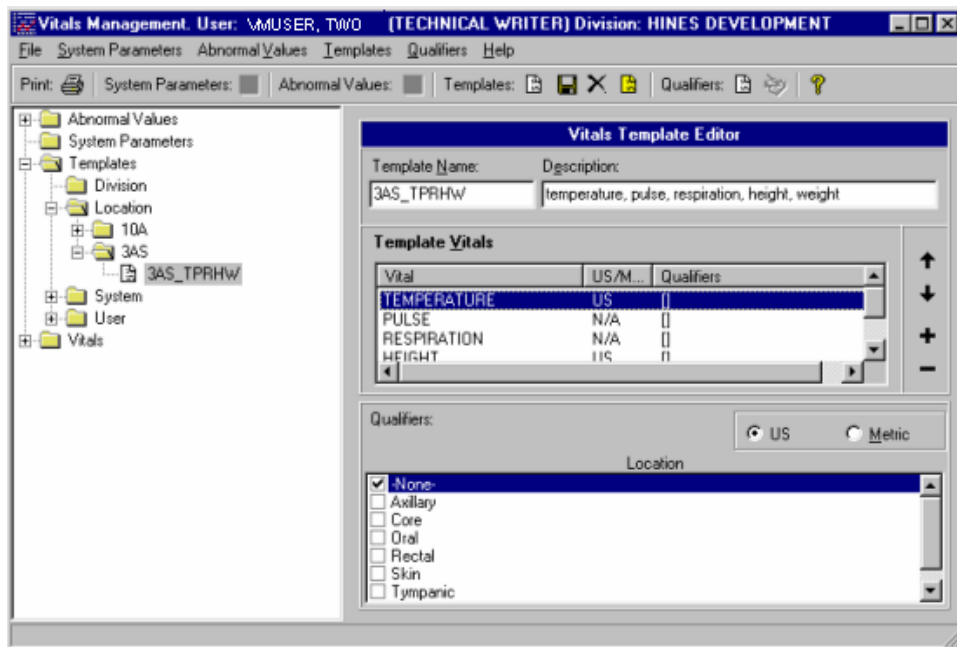 Vitals Management. User: VMUSER, TWO (TECHNICAL WRITER) Division: HINES DEVELOPMENT
File System Parameters Abnormal Values Templates Qualifiers Help
Print: System Parameters: Abnormal Values: Templates: Qualifiers:
Abnormal Values
System Parameters
Templates
Division
Location
10A
3AS
3AS_TPRHW
System
User
Vitals
Vitals Template Editor
Template Name: Description:
3AS_TPRHW temperature, pulse, respiration, height, weight
Template Vitals
Vital US/M... Qualifiers
TEMPERATURE US []
PULSE N/A []
RESPIRATION N/A []
HEIGHT US []
Qualifiers:
US Metric
Location
-None-
Axillary
Core
Oral
Rectal
Skin
Tympanic